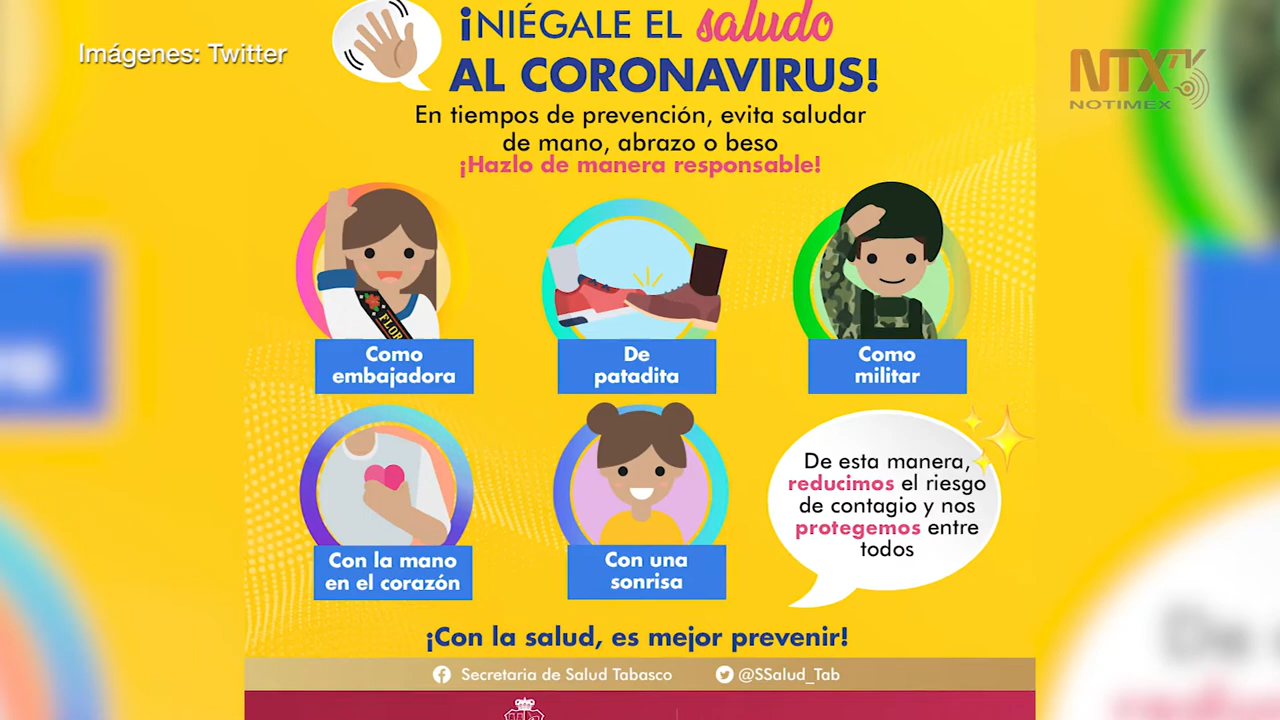 Imágenes: Twitter
NTX TV
NOTIMEX
¡NIÉGALE EL saludo
AL CORONAVIRUS!
En tiempos de prevención, evita saludar
de mano, abrazo o beso
¡Hazlo de manera responsable!
FLOR
Como
embajadora
De
patadita
Como
militar
Con la mano
en el corazón
Con una
sonrisa
De esta manera,
reducimos el riesgo
de contagio y nos
protegemos entre
todos
¡Con la salud, es mejor prevenir!
Secretaria de Salud Tabasco
@SSalud_Tab
De